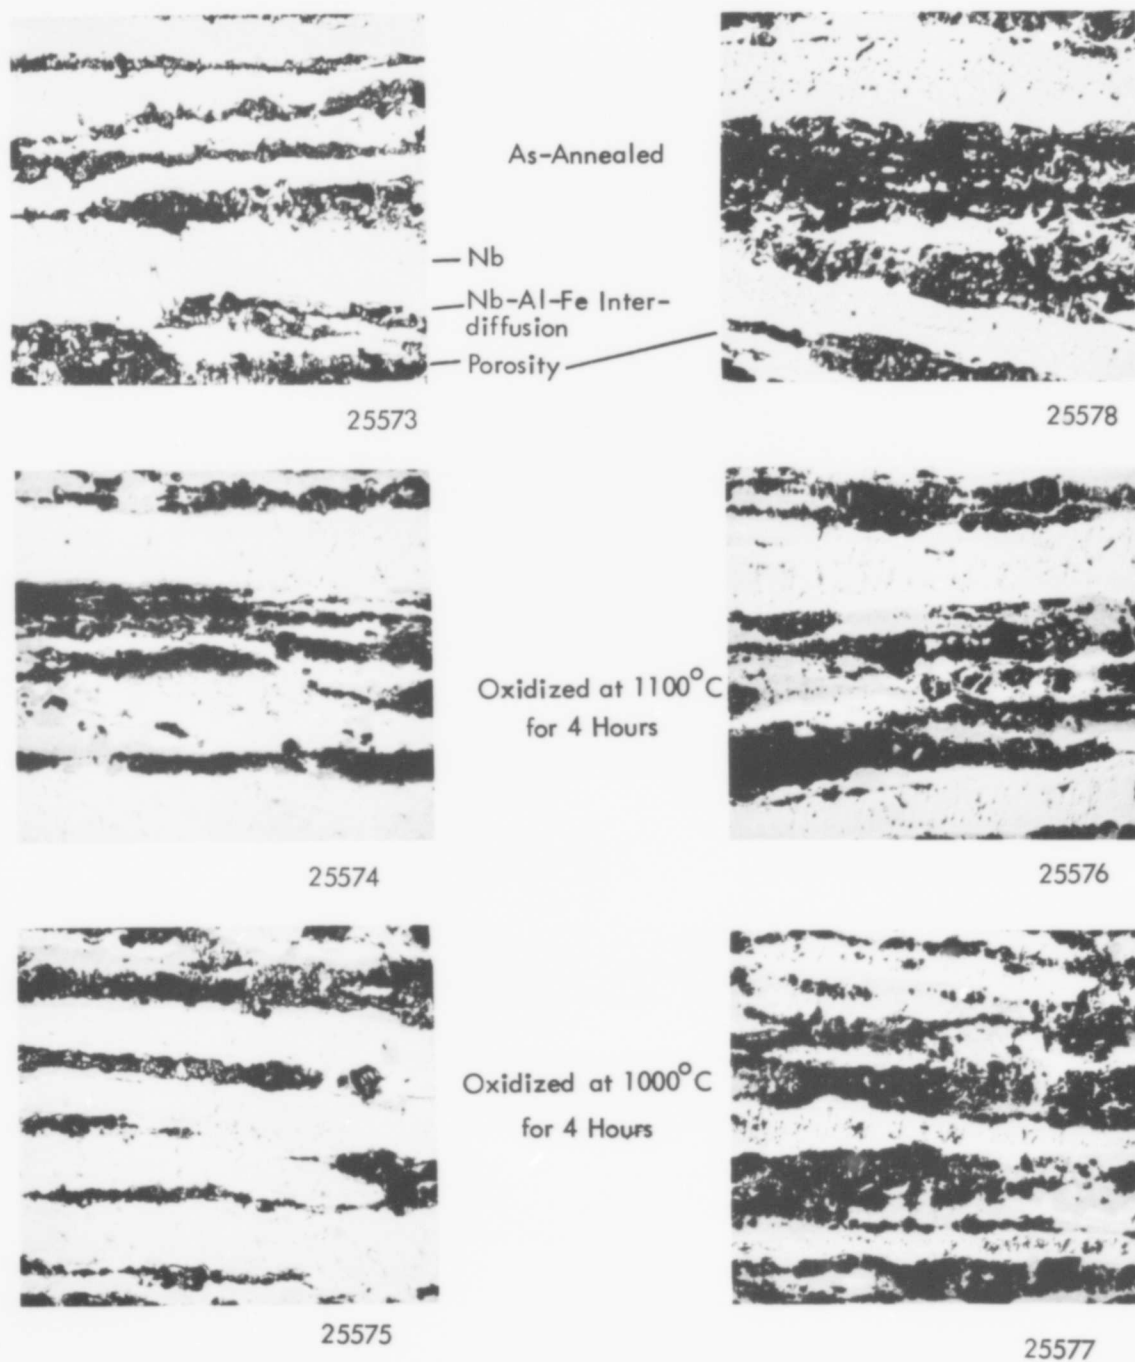 As-Annealed
Nb
Nb-Al-Fe Inter-
diffusion
Porosity
25573
25578
Oxidized at 1100°C
for 4 Hours
25574
25576
Oxidized at 1000°C
for 4 Hours
25575
25577